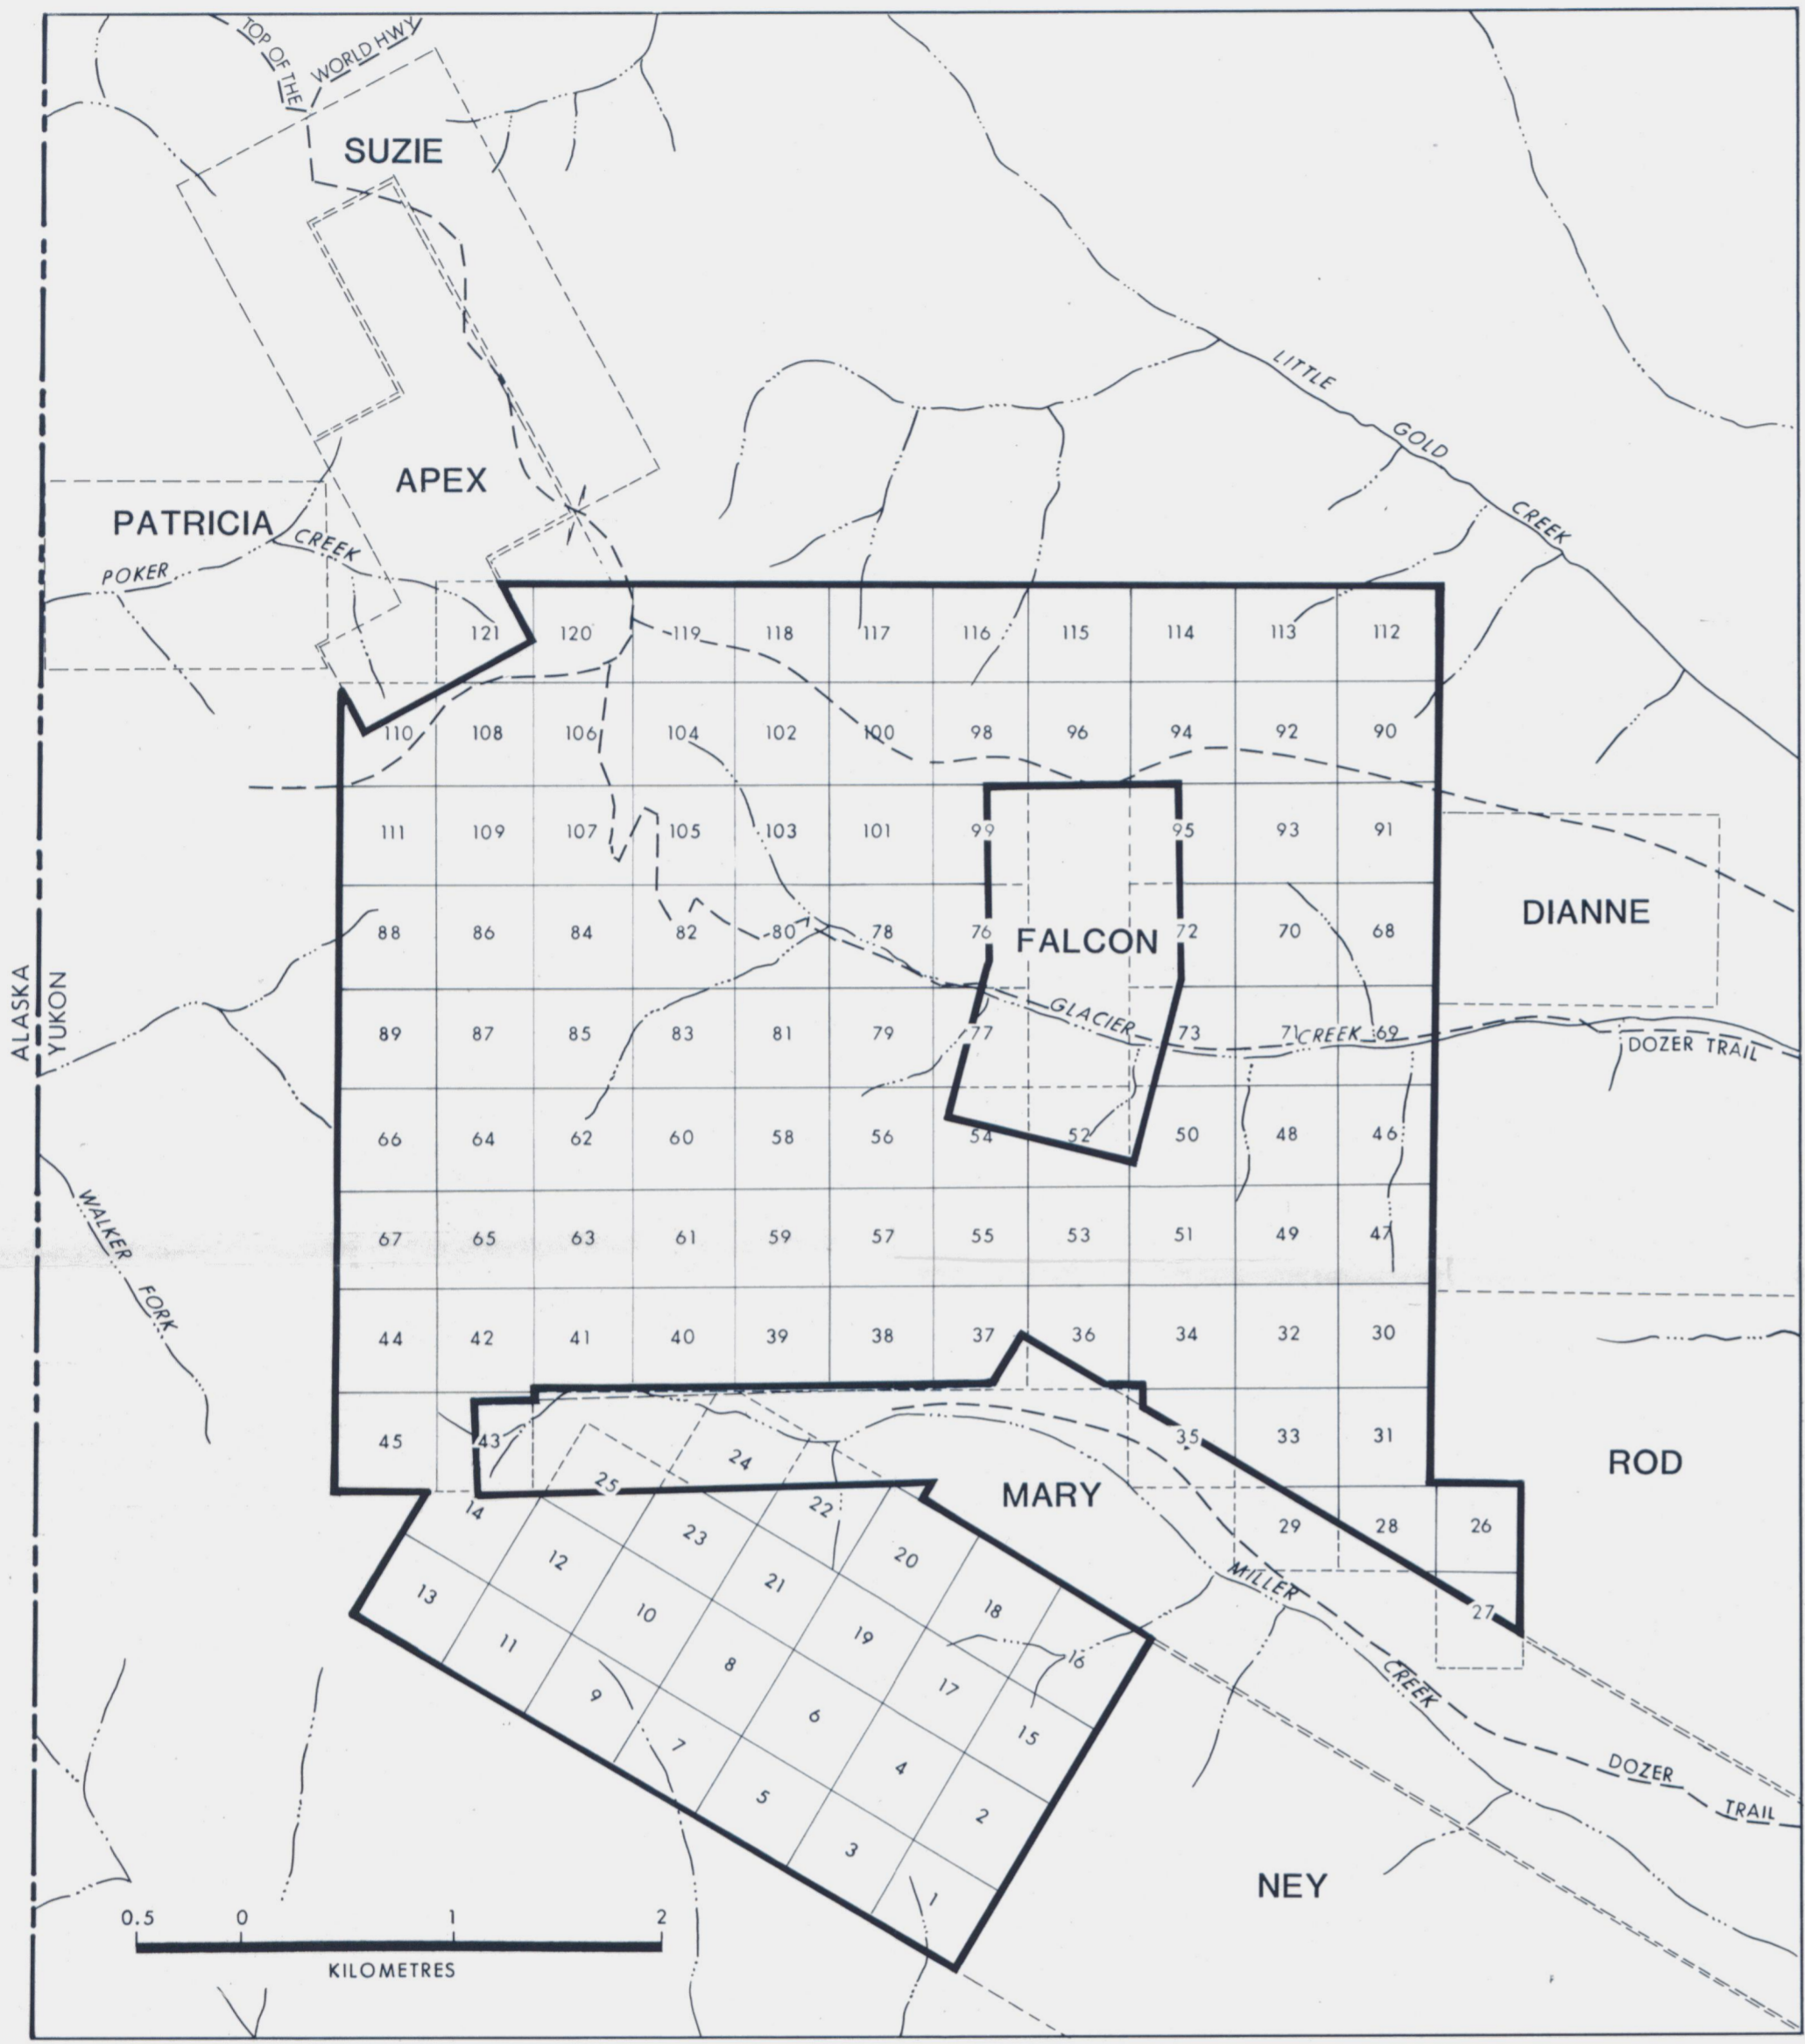 TOP OF THE
WORLD HWY
SUZIE
LITTLE
GOLD
CREEK
APEX
PATRICIA
CREEK
POKER
121 120 119 118 117 116 115 114 113 112
110 108 106 104 102 100 98 96 94 92 90
111 109 107 105 103 101 99 95 93 91
DIANNE
88 86 84 82 80 78 76 FALCON 72 70 68
ALASKA
YUKON
GLACIER
89 87 85 83 81 79 77 73 71 CREEK 69
DOZER TRAIL
66 64 62 60 58 56 54 52 50 48 46
WALKER
FORK
67 65 63 61 59 57 55 53 51 49 47
44 42 41 40 39 38 37 36 34 32 30
45 43 35 33 31
24
25
ROD
MARY
14 22 29 28 26
23
12 20
21
13 10 18 MILLER 27
11 19 16
8 17 CREEK
9 6 15
7 4 DOZER
5 2 TRAIL
3
1
NEY
0.5 0 1 2
KILOMETRES